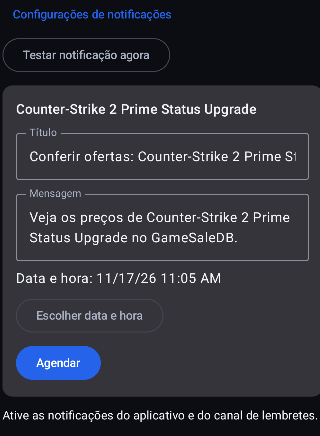 Configurações de notificações
Testar notificação agora
Counter-Strike 2 Prime Status Upgrade
Título
Conferir ofertas: Counter-Strike 2 Prime
Mensagem
Veja os preços de Counter-Strike 2 Prime
Status Upgrade no GameSaleDB.
Data e hora: 11/17/26 11:05 AM
Escolher data e hora
Agendar
Ative as notificações do aplicativo e do canal de lembretes.